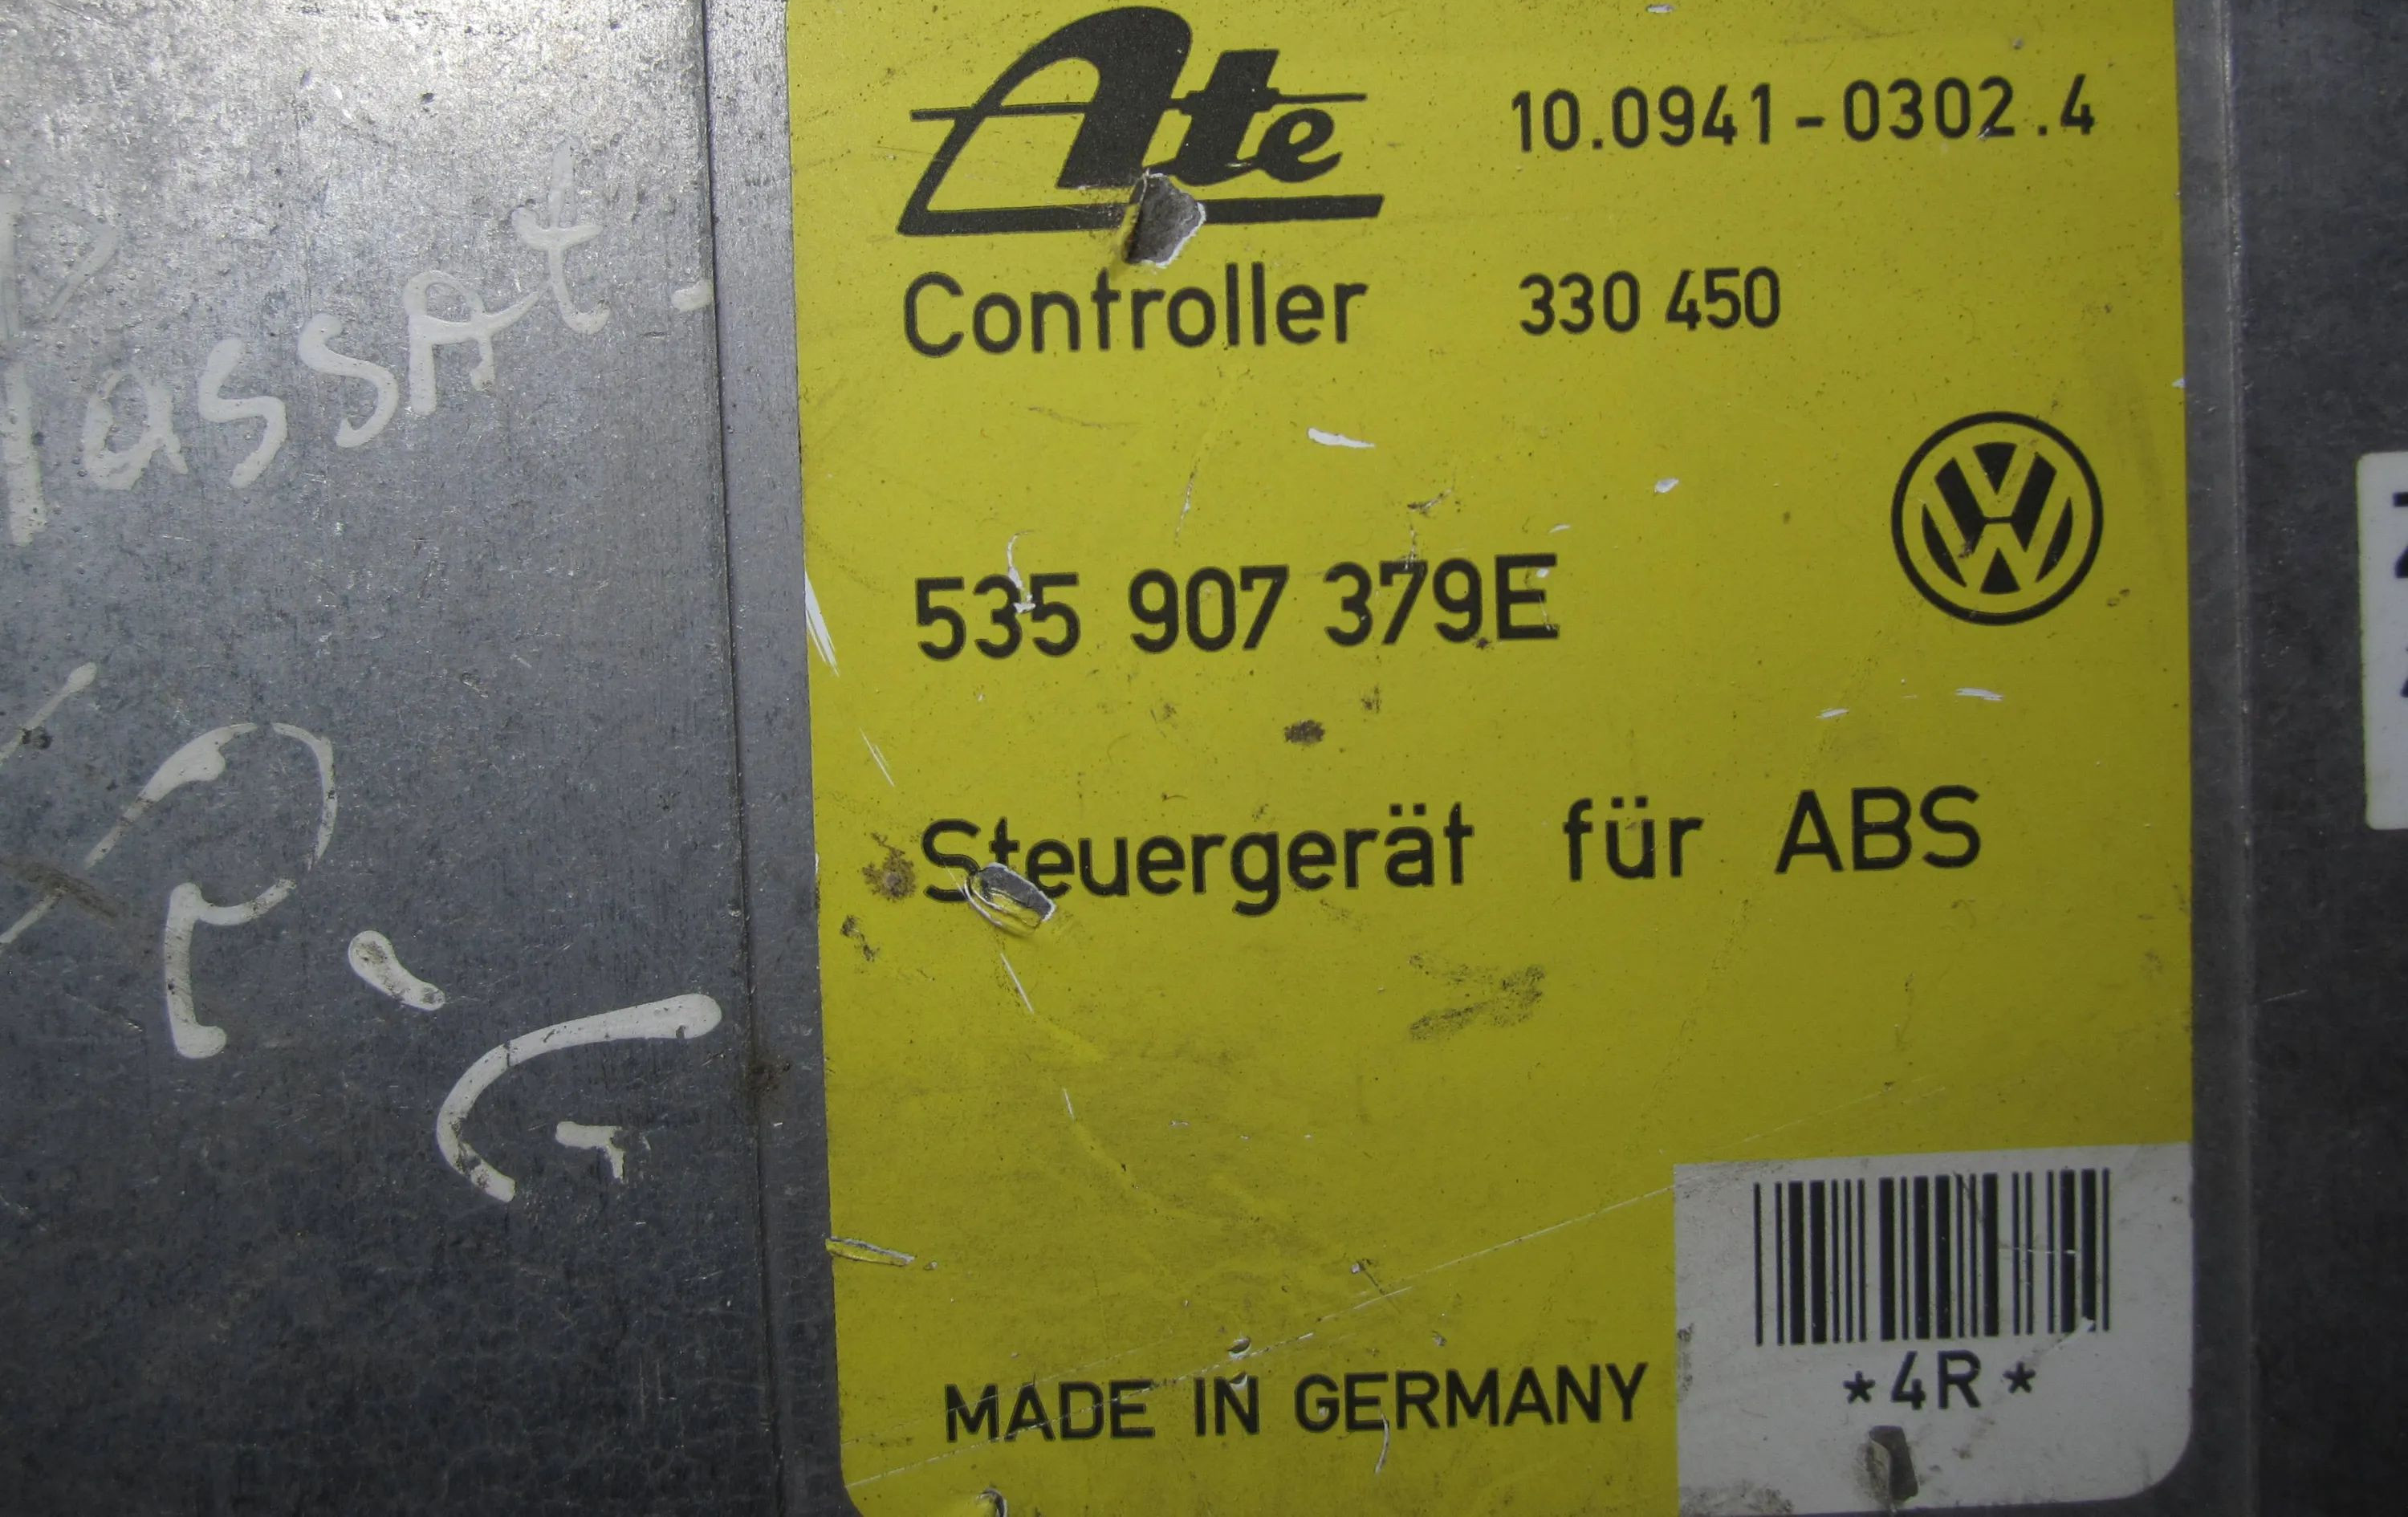 Ate 10.0941-0302.4
Controller 330 450
535 907 379E
Steuergerät für ABS
MADE IN GERMANY
*4R*
Passat